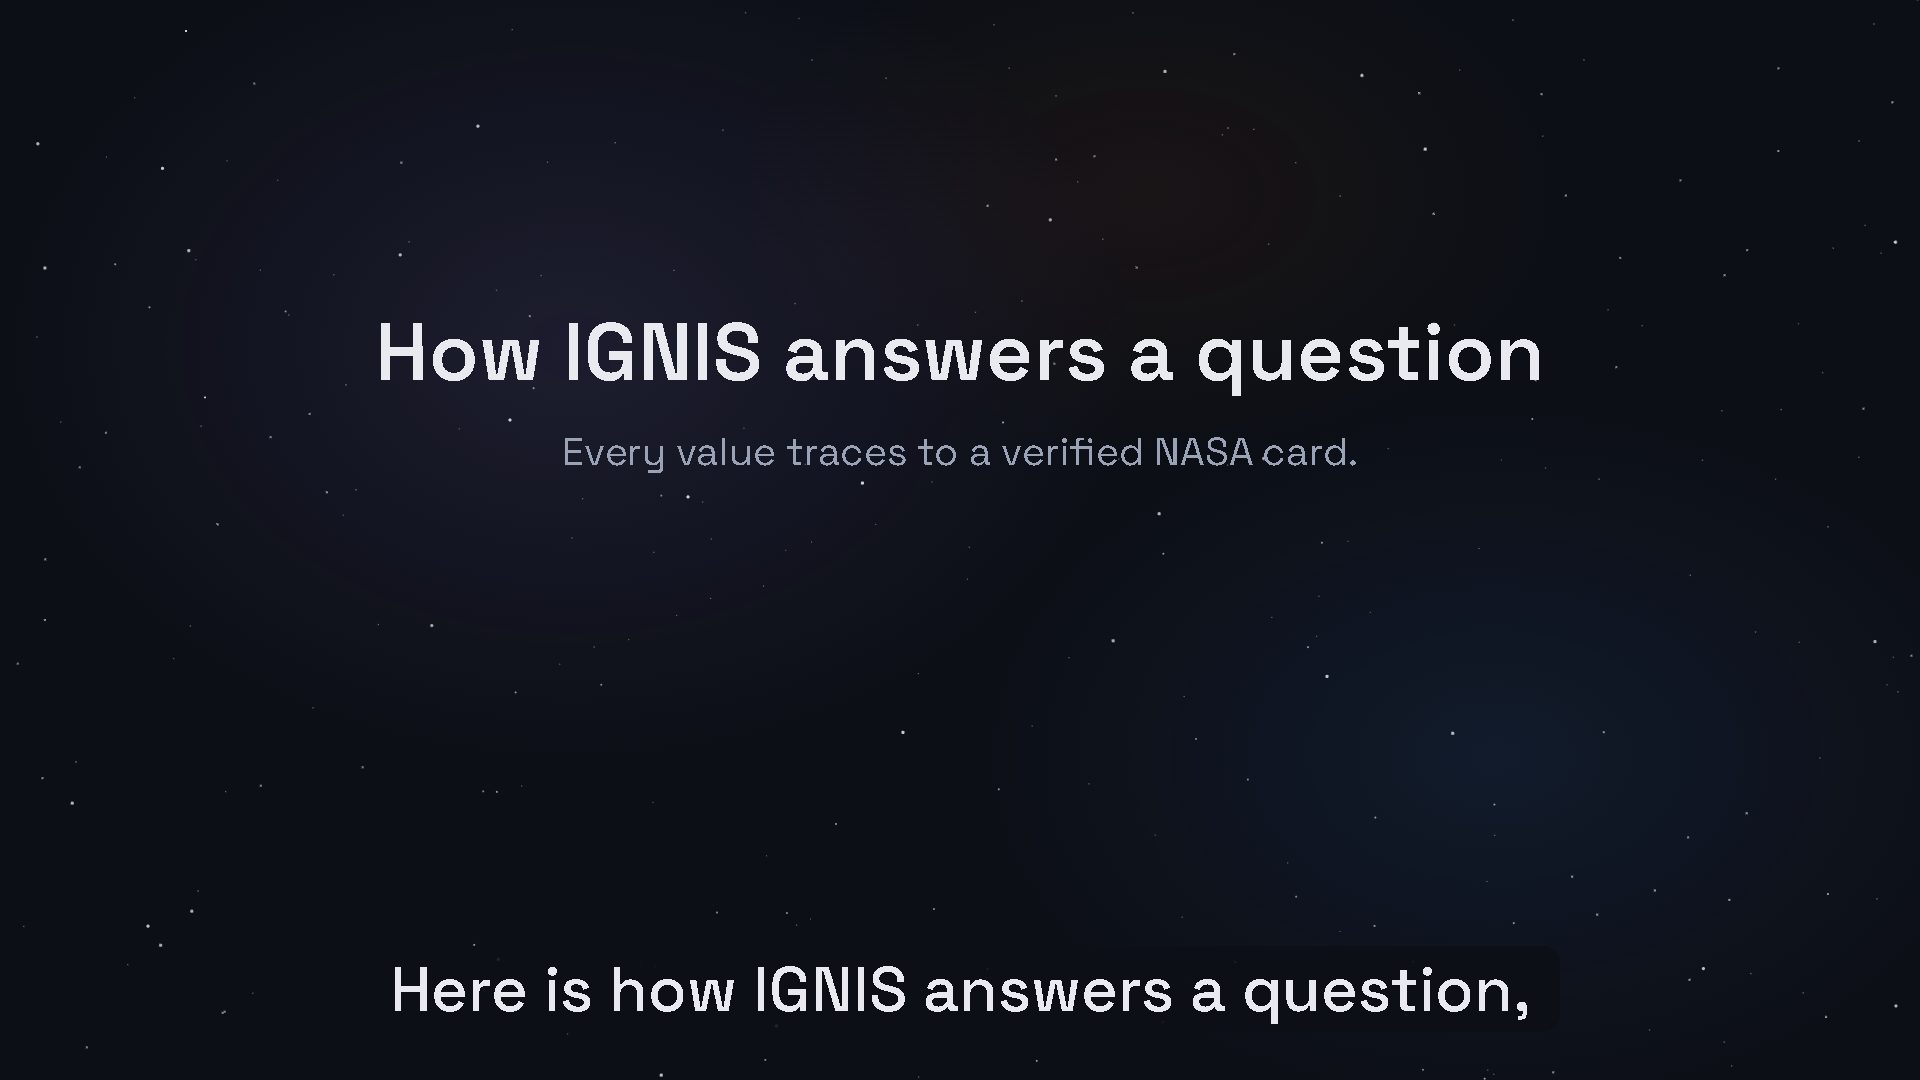 How IGNIS answers a question
Every value traces to a verified NASA card.
Here is how IGNIS answers a question,